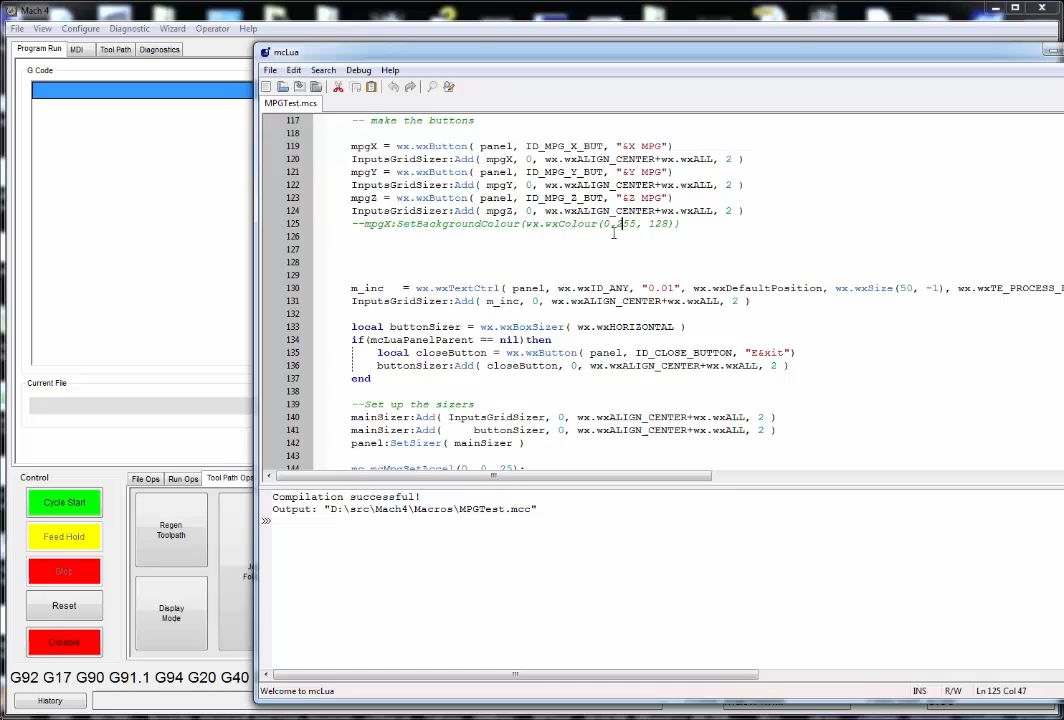 Mach 4
File View Configure Diagnostic Wizard Operator Help
Program Run MDI Tool Path Diagnostics
G Code
Current File
Control
File Ops Run Ops Tool Path Ops
Cycle Start
Feed Hold
Stop
Reset
Disable
Regen
Toolpath
Display
Mode
G92 G17 G90 G91.1 G94 G20 G40
History
mcLua
File Edit Search Debug Help
MPGTest.mcs
117 -- make the buttons
118
119 mpgX = wx.wxButton( panel, ID_MPG_X_BUT, "&X MPG")
120 InputsGridSizer:Add( mpgX, 0, wx.wxALIGN_CENTER+wx.wxALL, 2 )
121 mpgY = wx.wxButton( panel, ID_MPG_Y_BUT, "&Y MPG")
122 InputsGridSizer:Add( mpgY, 0, wx.wxALIGN_CENTER+wx.wxALL, 2 )
123 mpgZ = wx.wxButton( panel, ID_MPG_Z_BUT, "&Z MPG")
124 InputsGridSizer:Add( mpgZ, 0, wx.wxALIGN_CENTER+wx.wxALL, 2 )
125 --mpgX:SetBackgroundColour(wx.wxColour(0,255, 128))
126
127
128
129
130 m_inc = wx.wxTextCtrl( panel, wx.wxID_ANY, "0.01", wx.wxDefaultPosition, wx.wxSize(50, -1), wx.wxTE_PROCESS_
131 InputsGridSizer:Add( m_inc, 0, wx.wxALIGN_CENTER+wx.wxALL, 2 )
132
133 local buttonSizer = wx.wxBoxSizer( wx.wxHORIZONTAL )
134 if(mcLuaPanelParent == nil)then
135 local closeButton = wx.wxButton( panel, ID_CLOSE_BUTTON, "E&xit")
136 buttonSizer:Add( closeButton, 0, wx.wxALIGN_CENTER+wx.wxALL, 2 )
137 end
138
139 --Set up the sizers
140 mainSizer:Add( InputsGridSizer, 0, wx.wxALIGN_CENTER+wx.wxALL, 2 )
141 mainSizer:Add( buttonSizer, 0, wx.wxALIGN_CENTER+wx.wxALL, 2 )
142 panel:SetSizer( mainSizer )
143
144 mc.mcMpgSetAccel(0, 0, 25);
Compilation successful!
Output: "D:\src\Mach4\Macros\MPGTest.mcc"
Welcome to mcLua INS R/W Ln 125 Col 47